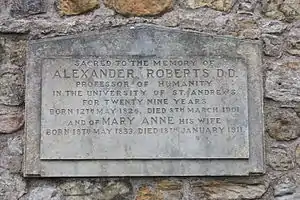 SACRED TO THE MEMORY OF
ALEXANDER ROBERTS D.D.
PROFESSOR OF HUMANITY
IN THE UNIVERSITY OF ST. ANDREWS
FOR TWENTY NINE YEARS
BORN 12TH MAY 1826, DIED 8TH MARCH 1901
AND OF MARY ANNE HIS WIFE
BORN 18TH MAY 1833, DIED 18TH JANUARY 1911